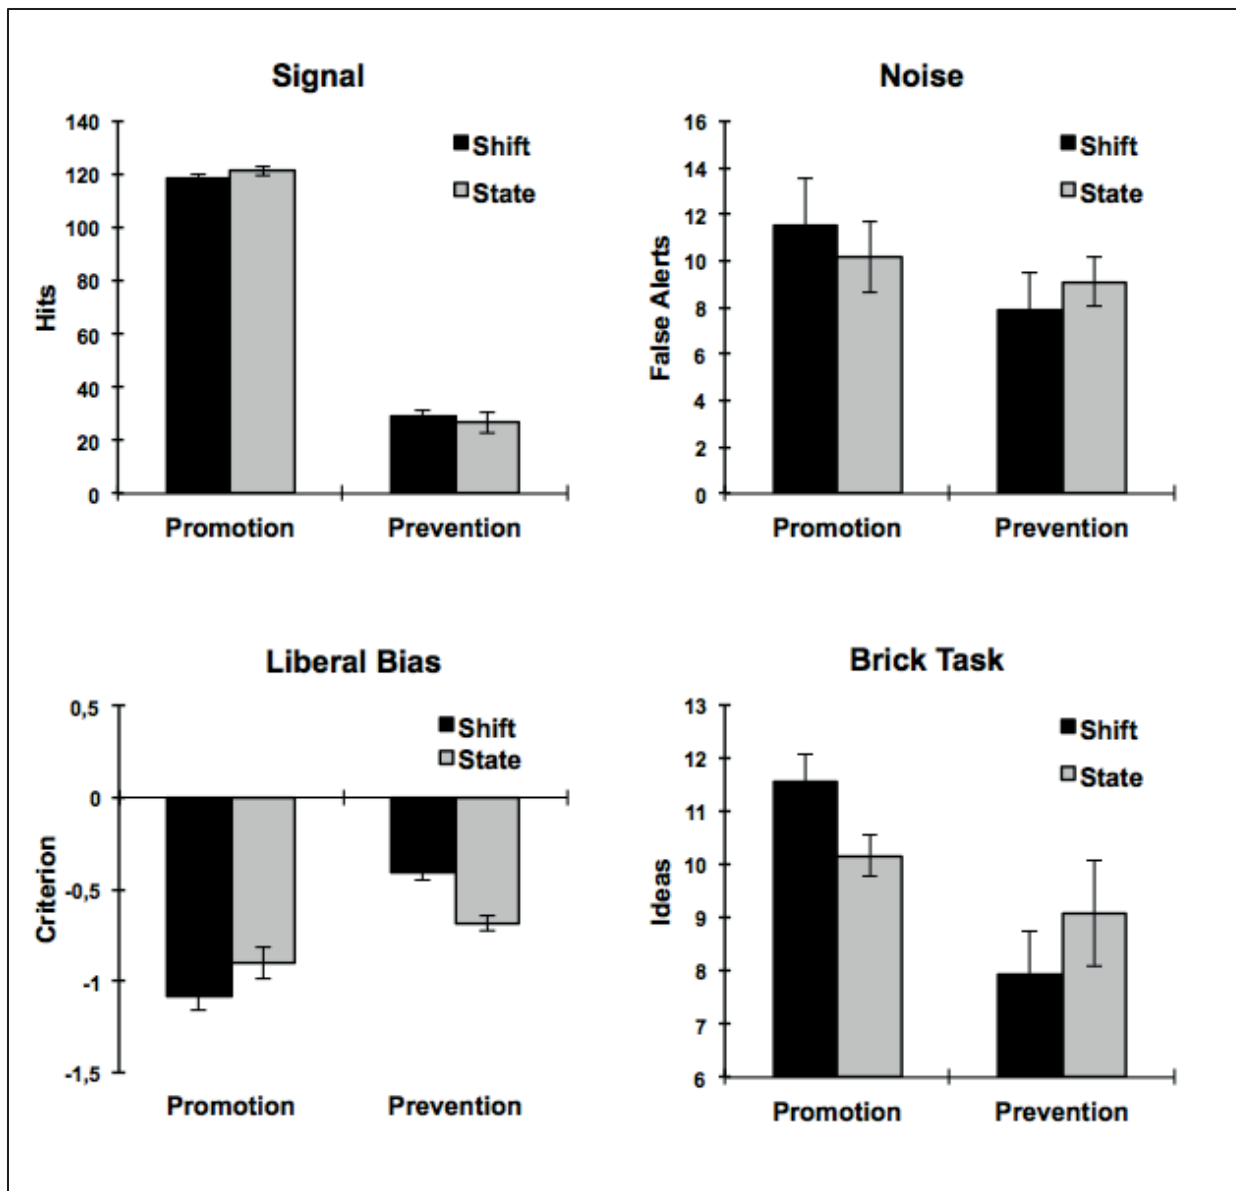 Signal
140
120
100
80
60
40
20
0
Hits
Shift
State
Promotion
Prevention
Noise
16
14
12
10
8
6
4
2
0
False Alerts
Shift
State
Promotion
Prevention
Liberal Bias
0,5
0
-0,5
-1
-1,5
Criterion
Shift
State
Promotion
Prevention
Brick Task
13
12
11
10
9
8
7
6
Ideas
Shift
State
Promotion
Prevention